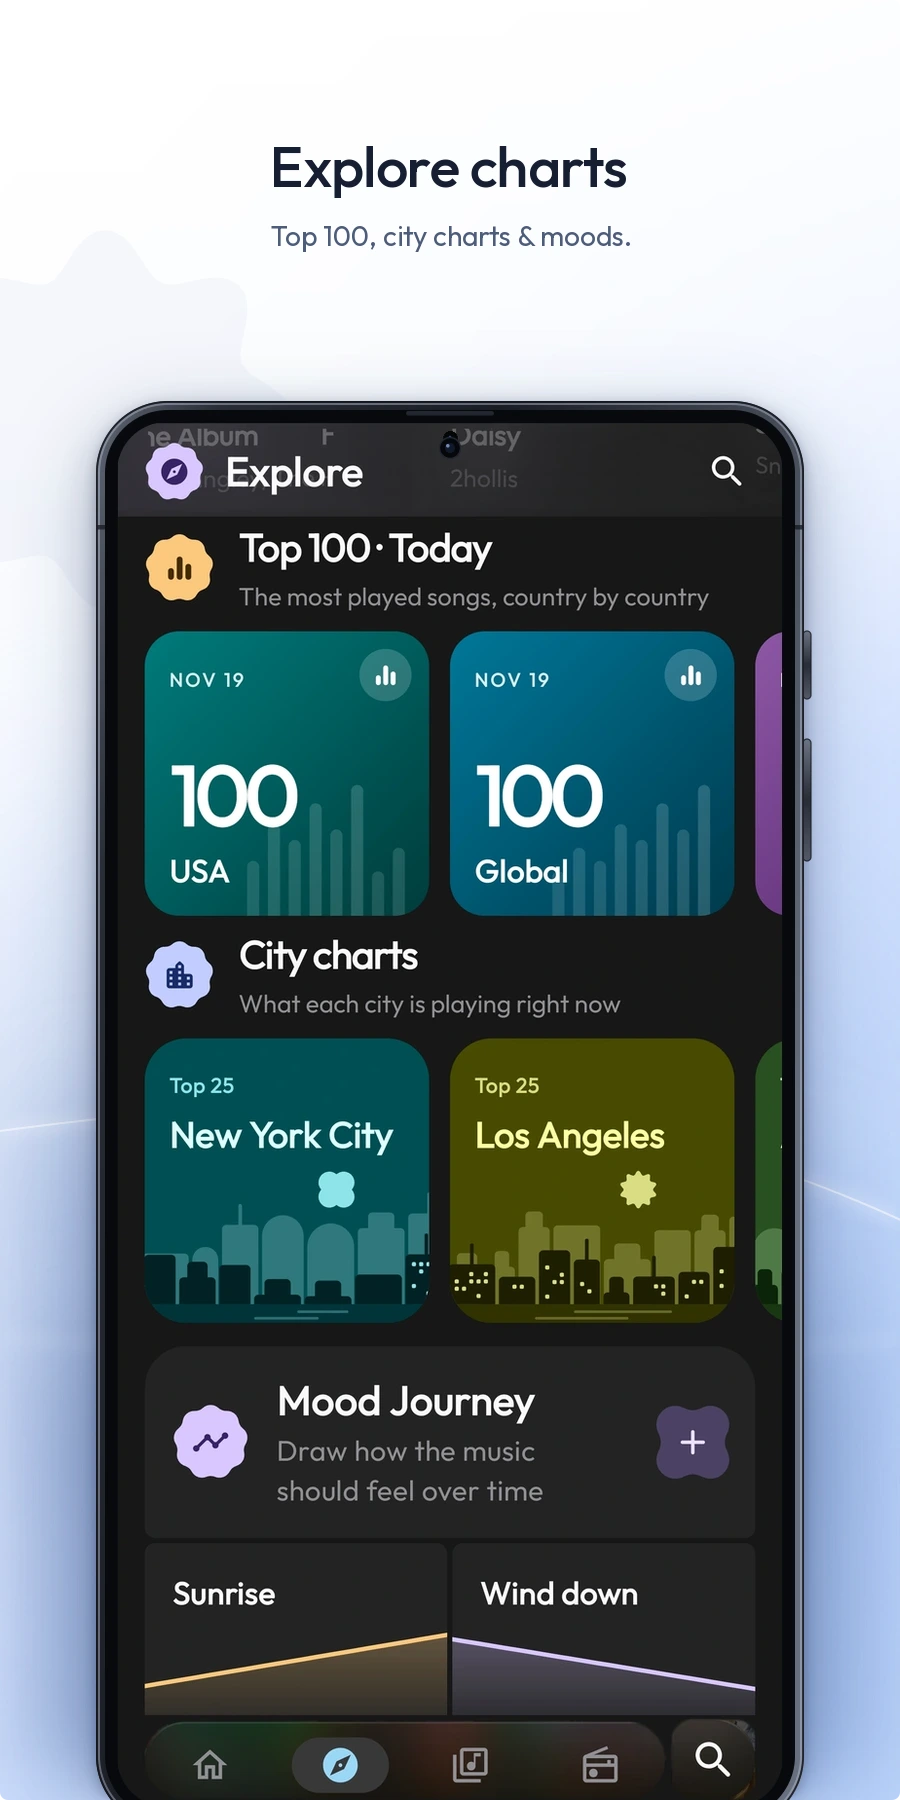 Explore charts
Top 100, city charts & moods.
ne Album
F
Daisy
Explore
2hollis
Sn
Top 100 · Today
The most played songs, country by country
NOV 19
NOV 19
100
100
USA
Global
City charts
What each city is playing right now
Top 25
Top 25
New York City
Los Angeles
Mood Journey
Draw how the music
should feel over time
Sunrise
Wind down